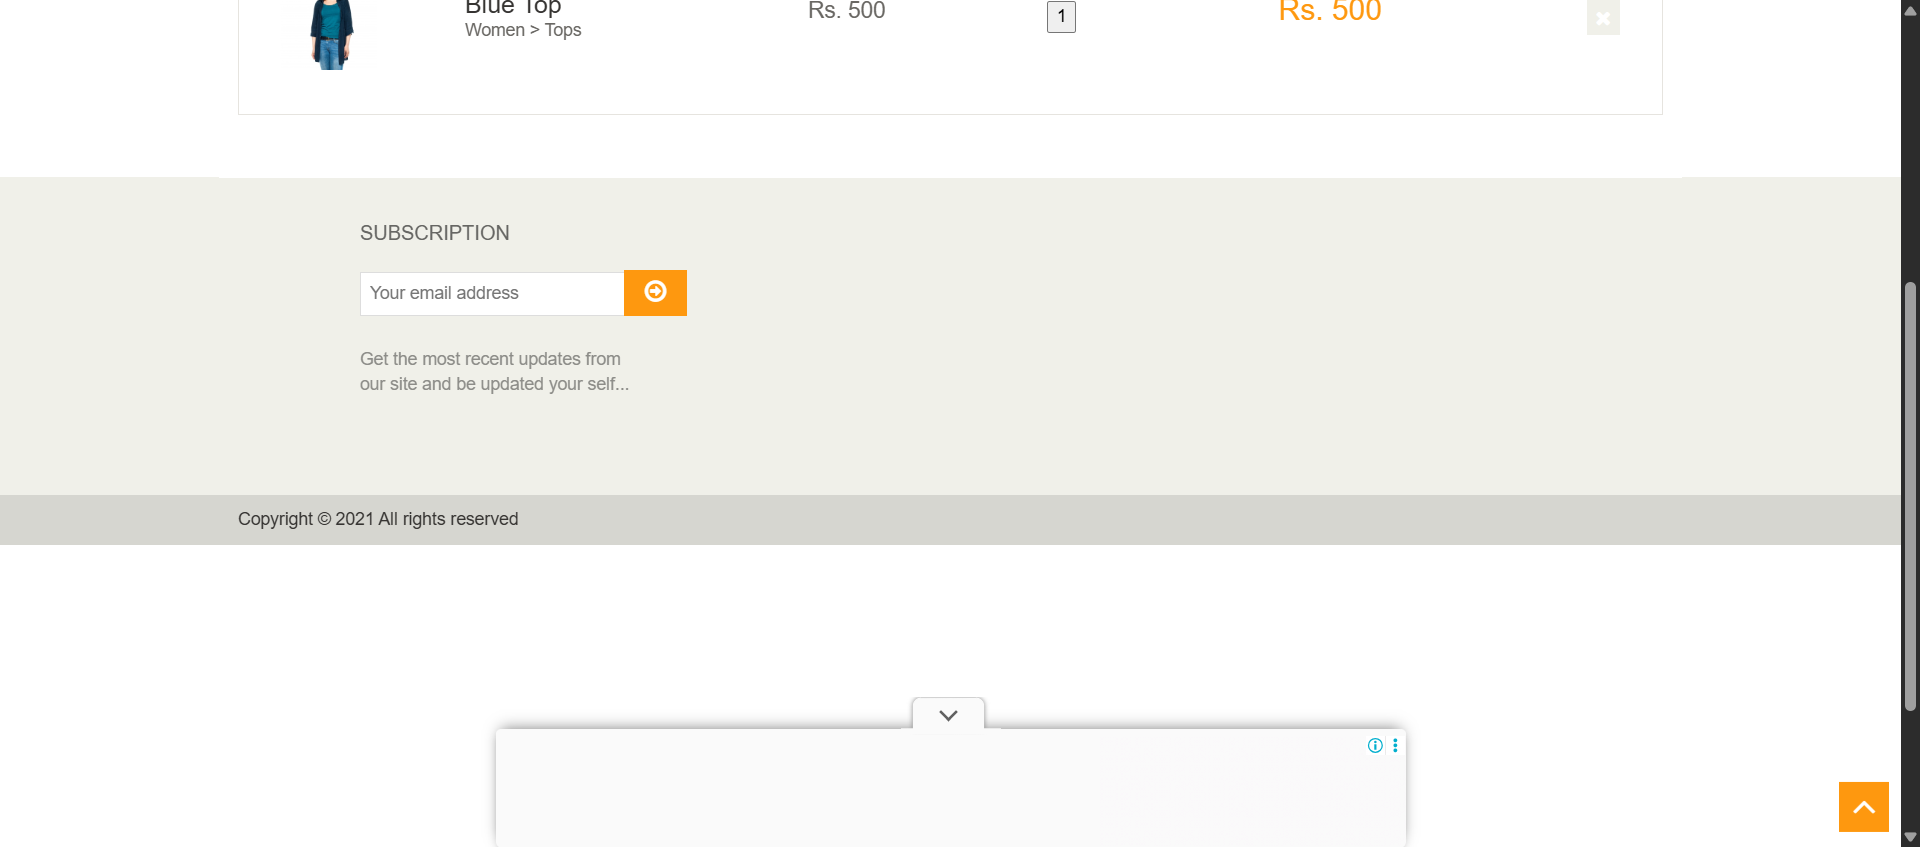 Blue Top
Women > Tops
Rs. 500
1
Rs. 500
SUBSCRIPTION
Your email address
Get the most recent updates from
our site and be updated your self...
Copyright © 2021 All rights reserved